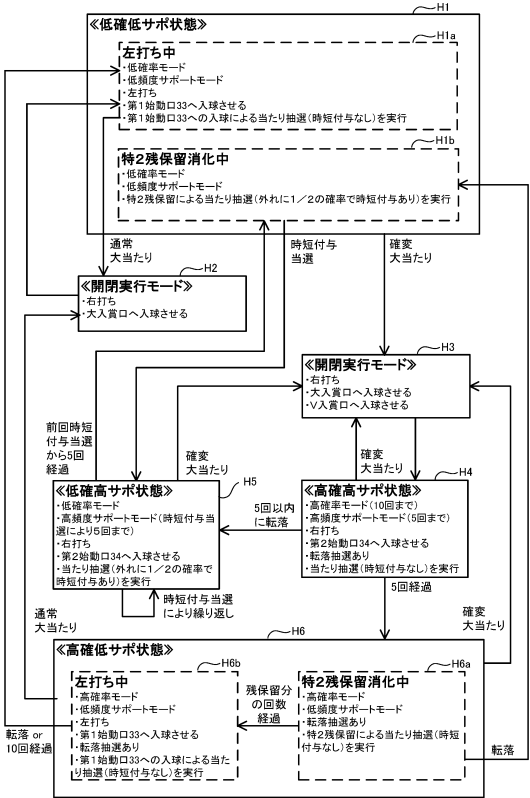 H1
≪低確低サポ状態≫
H1a
左打ち中
・低確率モード
・低頻度サポートモード
・左打ち
・第1始動口33へ入球させる
・第1始動口33への入球による当たり抽選(時短付与なし)を実行
H1b
特2残保留消化中
・低確率モード
・低頻度サポートモード
・特2残保留による当たり抽選(外れに1／2の確率で時短付与あり)を実行
通常
大当たり
時短付与
当選
確変
大当たり
H2
≪開閉実行モード≫
・右打ち
・大入賞口へ入球させる
H3
≪開閉実行モード≫
・右打ち
・大入賞口へ入球させる
・V入賞口へ入球させる
前回時短
付与当選
から5回
経過
確変
大当たり
確変
大当たり
H5
≪低確高サポ状態≫
・低確率モード
・高頻度サポートモード(時短付与当
選により5回まで)
・右打ち
・第2始動口34へ入球させる
・当たり抽選(外れに1／2の確率で
時短付与あり)を実行
5回以内
に転落
H4
≪高確高サポ状態≫
・高確率モード(10回まで)
・高頻度サポートモード(5回まで)
・右打ち
・第2始動口34へ入球させる
・転落抽選あり
・当たり抽選(時短付与なし)を実行
時短付与当選
により繰り返し
5回経過
通常
大当たり
確変
大当たり
H6
≪高確低サポ状態≫
H6b
左打ち中
・高確率モード
・低頻度サポートモード
・左打ち
・第1始動口33へ入球させる
・転落抽選あり
・第1始動口33への入球による当た
り抽選(時短付与なし)を実行
残保留分
の回数
経過
H6a
特2残保留消化中
・高確率モード
・低頻度サポートモード
・転落抽選あり
・特2残保留による当たり抽選(時短
付与なし)を実行
転落 or
10回経過
転落